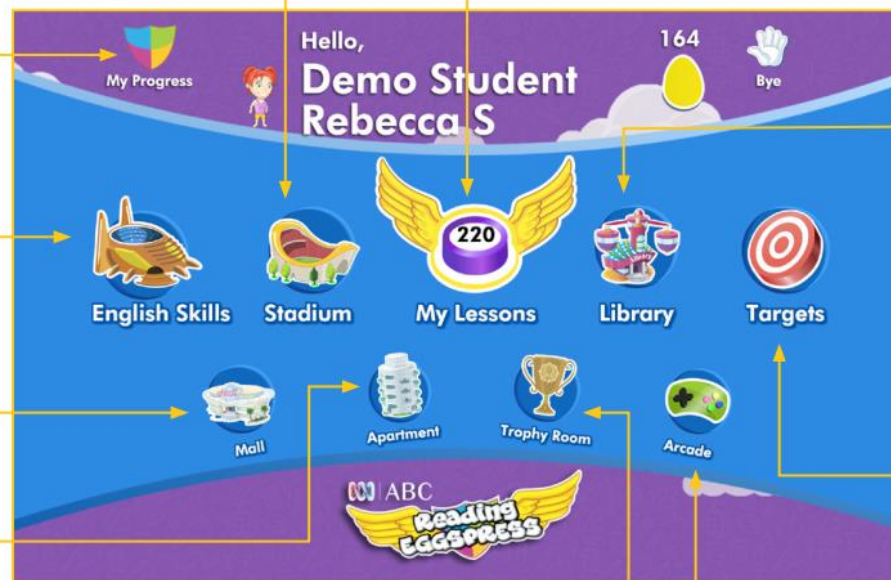 My Progress
Hello,
Demo Student
Rebecca S
164
Bye
220
Library
English Skills
Stadium
My Lessons
Library
Targets
Mall
Apartment
Trophy Room
Arcade
ABC
Reading
EGGSPRESS